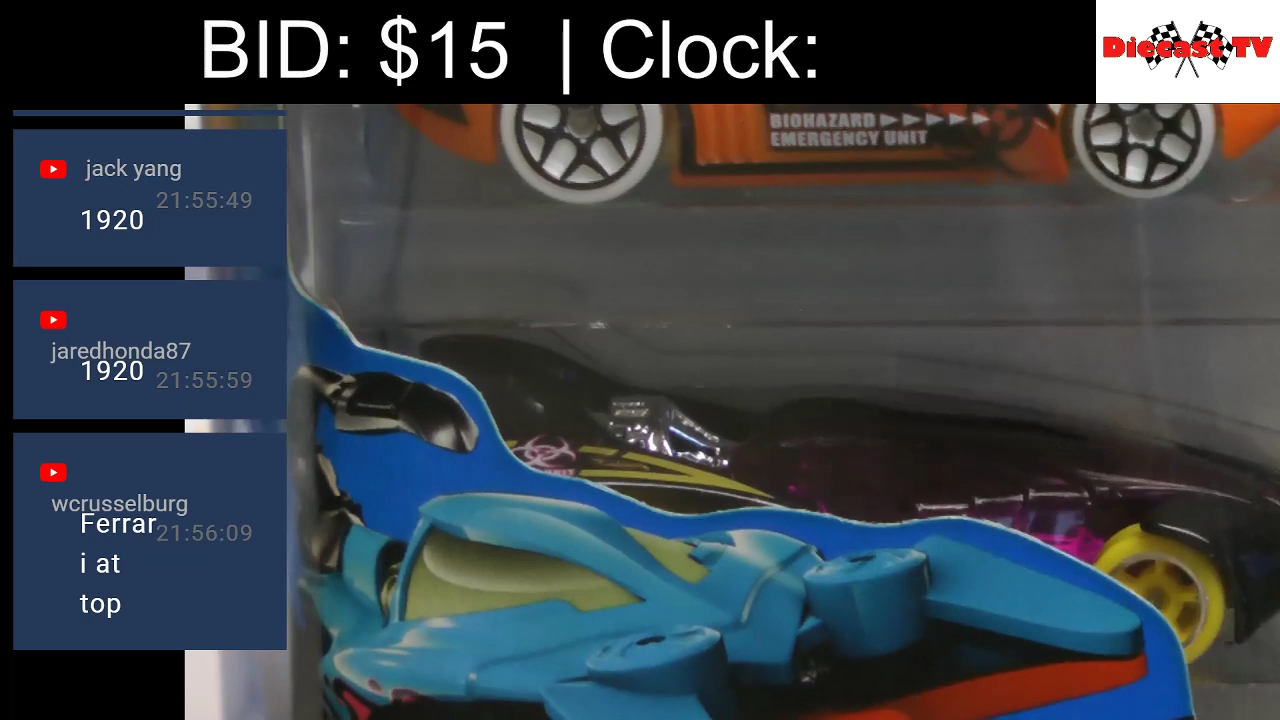 BID: $15 | Clock:
Diecast TV
BIOHAZARD
EMERGENCY UNIT
jack yang
21:55:49
1920
jaredhonda87
1920
21:55:59
UNIT
wcrusselburg
Ferrar
21:56:09
i at
top